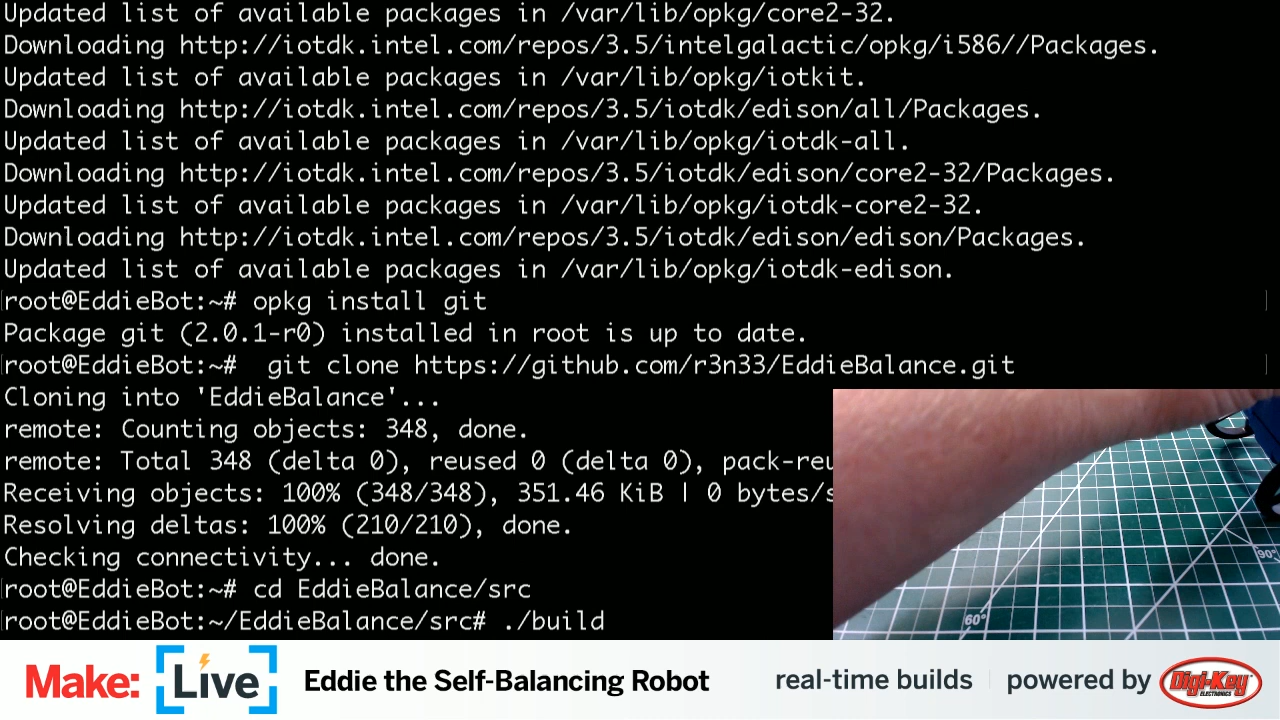 Updated list of available packages in /var/lib/opkg/core2-32.
Downloading http://iotdk.intel.com/repos/3.5/intelgalactic/opkg/i586//Packages.
Updated list of available packages in /var/lib/opkg/iotkit.
Downloading http://iotdk.intel.com/repos/3.5/iotdk/edison/all/Packages.
Updated list of available packages in /var/lib/opkg/iotdk-all.
Downloading http://iotdk.intel.com/repos/3.5/iotdk/edison/core2-32/Packages.
Updated list of available packages in /var/lib/opkg/iotdk-core2-32.
Downloading http://iotdk.intel.com/repos/3.5/iotdk/edison/edison/Packages.
Updated list of available packages in /var/lib/opkg/iotdk-edison.
root@EddieBot:~# opkg install git
Package git (2.0.1-r0) installed in root is up to date.
root@EddieBot:~#  git clone https://github.com/r3n33/EddieBalance.git
Cloning into 'EddieBalance'...
remote: Counting objects: 348, done.
remote: Total 348 (delta 0), reused 0 (delta 0), pack-reu
Receiving objects: 100% (348/348), 351.46 KiB | 0 bytes/s
Resolving deltas: 100% (210/210), done.
Checking connectivity... done.
root@EddieBot:~# cd EddieBalance/src
root@EddieBot:~/EddieBalance/src# ./build
90°
60°
Make: Live Eddie the Self-Balancing Robot real-time builds powered by Digi-Key ELECTRONICS